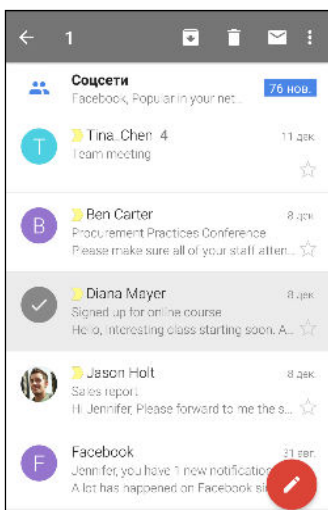 1
Соцсети
Facebook, Popular in your net...
76 нов.
T
Tina, Chen 4
11 дек.
Team meeting
B
Ben Carter
8 дек.
Procurement Practices Conference
Please make sure all of your staff atten...
Diana Mayer
8 дек.
Signed up for online course
Hello, Interesting class starting soon. A...
Jason Holt
8 дек.
Sales report
Hi Jennifer, Please forward to me the s...
F
Facebook
31 авг.
Jennifer, you have 1 new notification
A lot has happened on Facebook